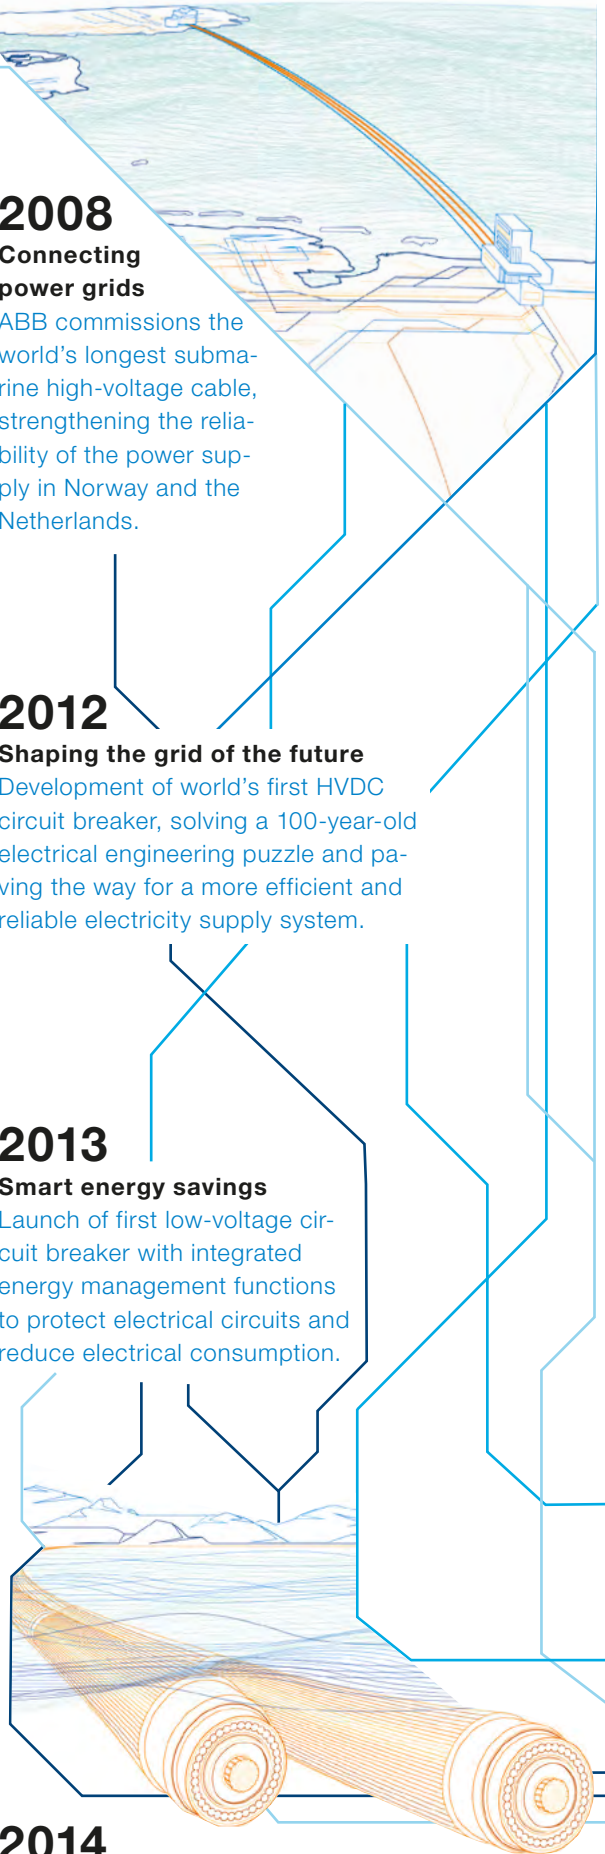 2008
Connecting
power grids
ABB commissions the
world's longest subma-
rine high-voltage cable,
strengthening the relia-
bility of the power sup-
ply in Norway and the
Netherlands.
2012
Shaping the grid of the future
Development of world's first HVDC
circuit breaker, solving a 100-year-old
electrical engineering puzzle and pa-
ving the way for a more efficient and
reliable electricity supply system.
2013
Smart energy savings
Launch of first low-voltage cir-
cuit breaker with integrated
energy management functions
to protect electrical circuits and
reduce electrical consumption.
2014